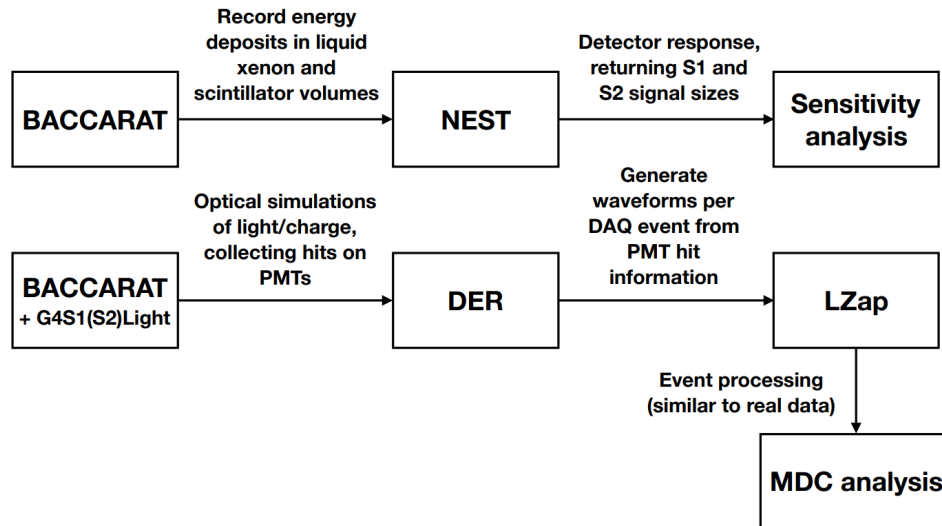 Record energy
deposits in liquid
xenon and
scintillator volumes
Detector response,
returning S1 and
S2 signal sizes
BACCARAT
NEST
Sensitivity
analysis
Optical simulations
of light/charge,
collecting hits on
PMTs
Generate
waveforms per
DAQ event from
PMT hit
information
BACCARAT
+ G4S1(S2)Light
DER
LZap
Event processing
(similar to real data)
MDC analysis